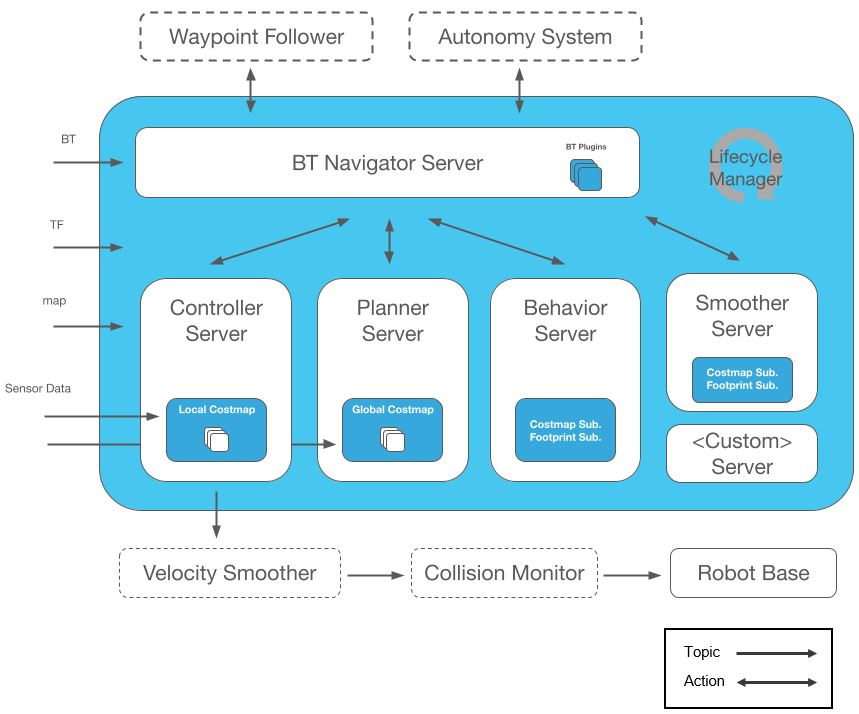 Waypoint Follower
Autonomy System
BT
BT Navigator Server
BT Plugins
Lifecycle
Manager
TF
map
Sensor Data
Controller
Server
Local Costmap
Planner
Server
Global Costmap
Behavior
Server
Costmap Sub.
Footprint Sub.
Smoother
Server
Costmap Sub.
Footprint Sub.
<Custom>
Server
Velocity Smoother
Collision Monitor
Robot Base
Topic
Action